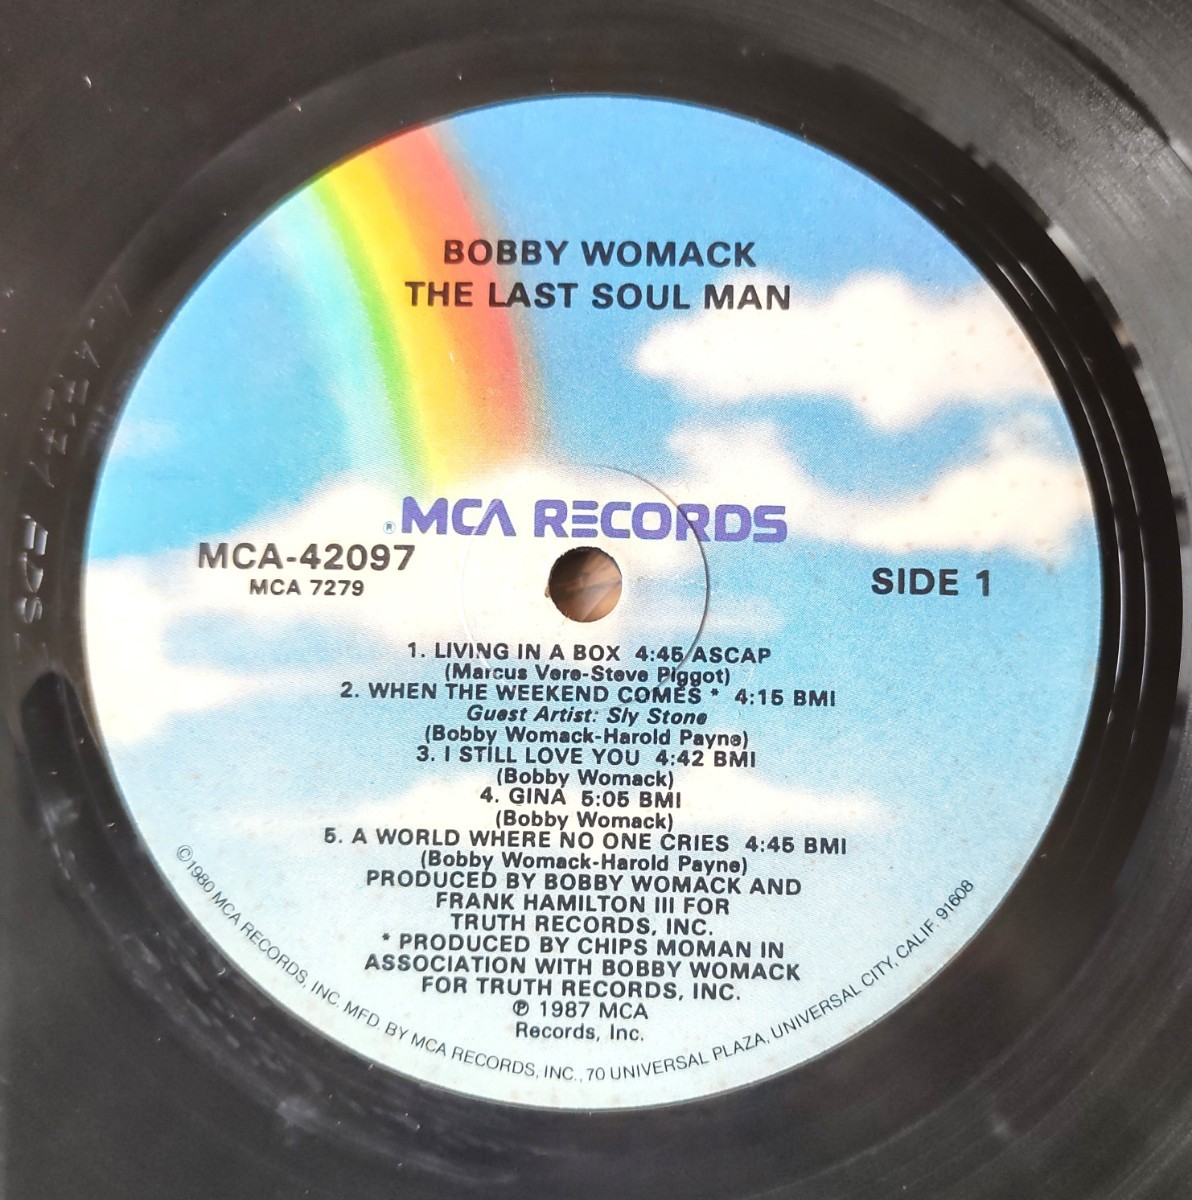 BOBBY WOMACK
THE LAST SOUL MAN
® MCA RECORDS
MCA-42097
MCA 7279
SIDE 1
1. LIVING IN A BOX 4:45 ASCAP
(Marcus Vere-Steve Piggot)
2. WHEN THE WEEKEND COMES * 4:15 BMI
Guest Artist: Sly Stone
(Bobby Womack-Harold Payne)
3. I STILL LOVE YOU 4:42 BMI
(Bobby Womack)
4. GINA 5:05 BMI
(Bobby Womack)
5. A WORLD WHERE NO ONE CRIES 4:45 BMI
(Bobby Womack-Harold Payne)
PRODUCED BY BOBBY WOMACK AND
FRANK HAMILTON III FOR
TRUTH RECORDS, INC.
* PRODUCED BY CHIPS MOMAN IN
ASSOCIATION WITH BOBBY WOMACK
FOR TRUTH RECORDS, INC.
℗ 1987 MCA
Records, Inc.
©1980 MCA RECORDS, INC. MFD. BY MCA RECORDS, INC., 70 UNIVERSAL PLAZA, UNIVERSAL CITY, CALIF. 91608